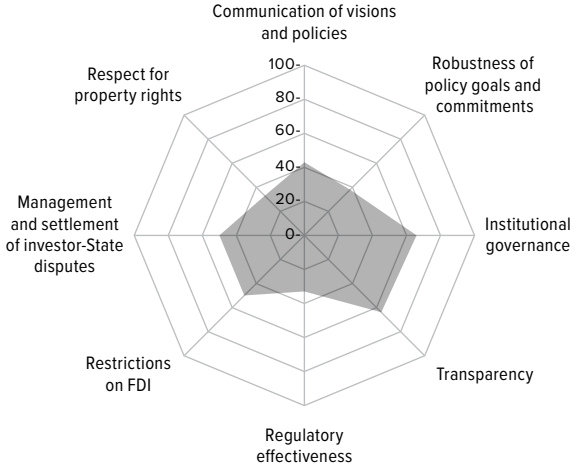 Communication of visions
and policies
Robustness of
policy goals and
commitments
Respect for
property rights
100-
80-
60-
40-
20-
0-
Management
and settlement
of investor-State
disputes
Institutional
governance
Restrictions
on FDI
Transparency
Regulatory
effectiveness